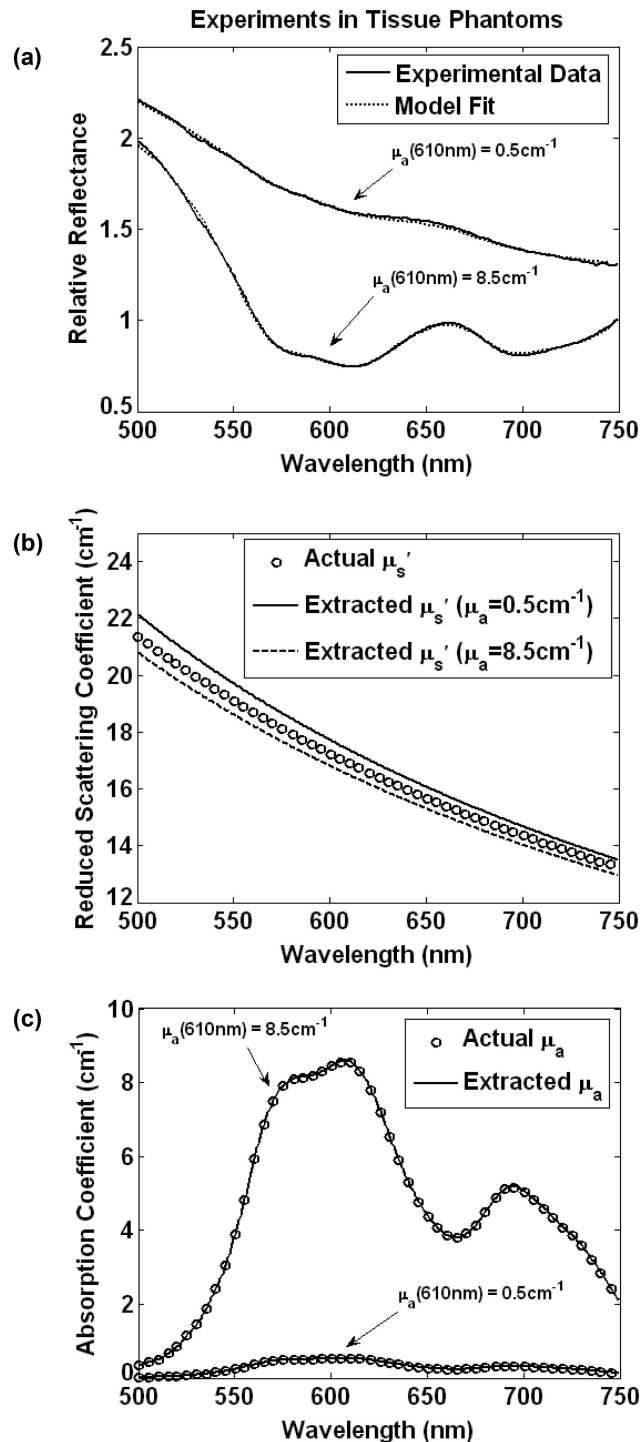 Experiments in Tissue Phantoms
(a)
2.5
2
1.5
1
0.5
Relative Reflectance
Experimental Data
Model Fit
μa(610nm) = 0.5cm-1
μa(610nm) = 8.5cm-1
500 550 600 650 700 750
Wavelength (nm)
(b)
24
22
20
18
16
14
12
Reduced Scattering Coefficient (cm-1)
Actual μs′
Extracted μs′ (μa=0.5cm-1)
Extracted μs′ (μa=8.5cm-1)
500 550 600 650 700 750
Wavelength (nm)
(c)
10
8
6
4
2
0
Absorption Coefficient (cm-1)
μa(610nm) = 8.5cm-1
Actual μa
Extracted μa
μa(610nm) = 0.5cm-1
500 550 600 650 700 750
Wavelength (nm)